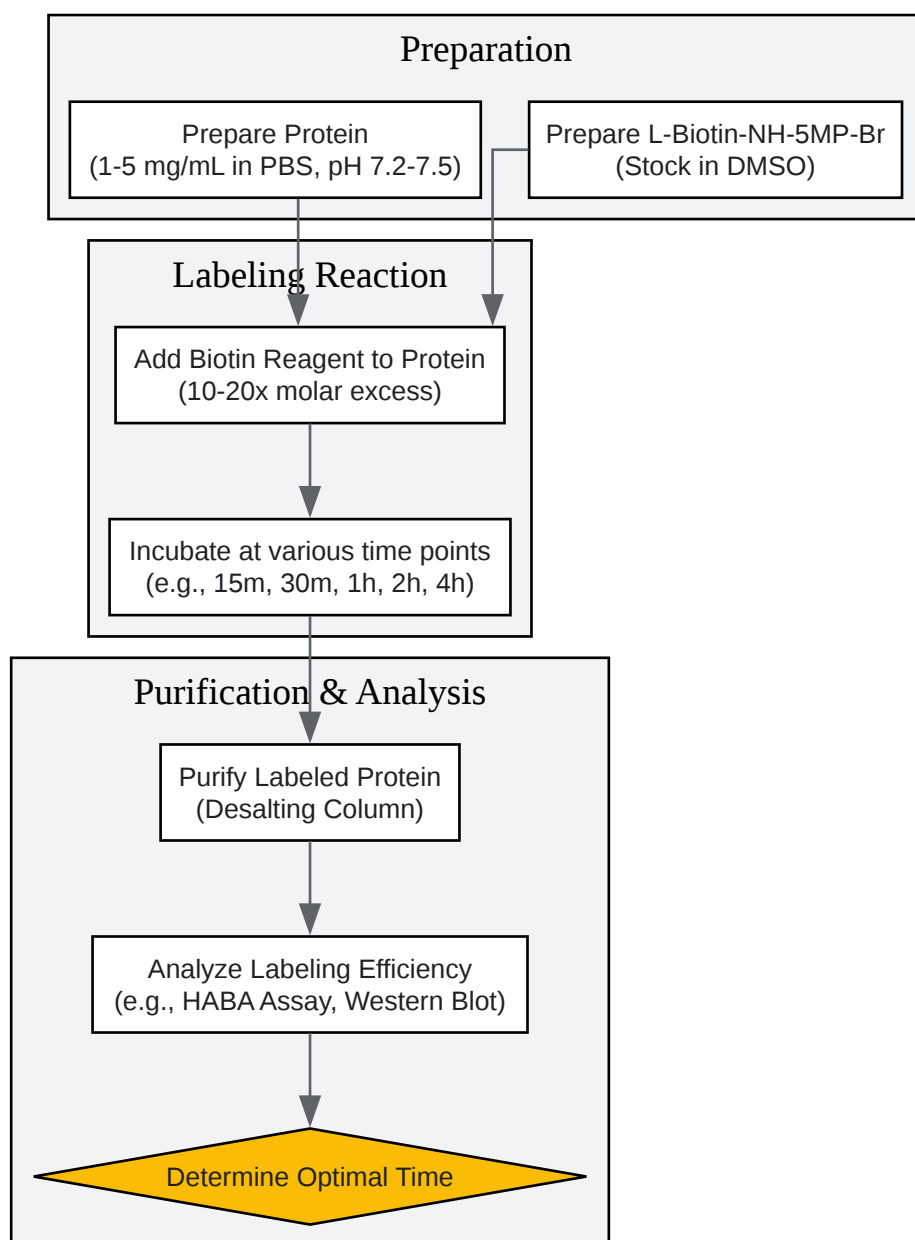 Preparation
Prepare Protein
(1-5 mg/mL in PBS, pH 7.2-7.5)
Prepare L-Biotin-NH-5MP-Br
(Stock in DMSO)
Labeling Reaction
Add Biotin Reagent to Protein
(10-20x molar excess)
Incubate at various time points
(e.g., 15m, 30m, 1h, 2h, 4h)
Purification & Analysis
Purify Labeled Protein
(Desalting Column)
Analyze Labeling Efficiency
(e.g., HABA Assay, Western Blot)
Determine Optimal Time